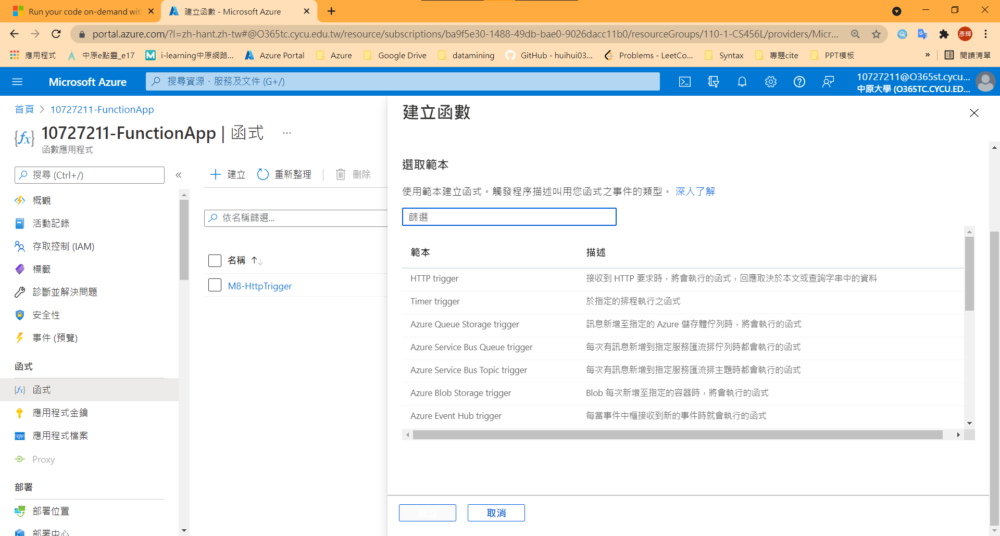 Run your code on-demand wit
建立函數 - Microsoft Azure
portal.azure.com/?l=zh-hant.zh-tw#@O365tc.cycu.edu.tw/resource/subscriptions/ba9f5e30-1488-49db-bae0-9026dacc11b0/resourceGroups/110-1-CS456L/providers/Micr...
彥輝
應用程式
中原e點靈_e17
i-learning中原網路...
Azure Portal
Azure
Google Drive
datamining
GitHub - huihui03...
Problems - LeetCo...
Syntax
專題cite
PPT模板
»
閱讀清單
Microsoft Azure
搜尋資源、服務及文件 (G+/)
10727211@O365st.cycu...
中原大學 (O365TC.CYCU.ED...
首頁 > 10727211-FunctionApp
10727211-FunctionApp | 函式 ...
函數應用程式
搜尋 (Ctrl+/)
«
概觀
活動記錄
存取控制 (IAM)
標籤
診斷並解決問題
安全性
事件 (預覽)
函式
函式
應用程式金鑰
應用程式檔案
Proxy
部署
部署位置
部署中心
建立
重新整理
刪除
依名稱篩選...
名稱
M8-HttpTrigger
建立函數
選取範本
使用範本建立函式。觸發程序描述叫用您函式之事件的類型。 深入了解
篩選
範本 描述
HTTP trigger 接收到 HTTP 要求時，將會執行的函式，回應取決於本文或查詢字串中的資料
Timer trigger 於指定的排程執行之函式
Azure Queue Storage trigger 訊息新增至指定的 Azure 儲存體佇列時，將會執行的函式
Azure Service Bus Queue trigger 每次有訊息新增到指定服務匯流排佇列時都會執行的函式
Azure Service Bus Topic trigger 每次有訊息新增到指定服務匯流排主題時都會執行的函式
Azure Blob Storage trigger Blob 每次新增至指定的容器時，將會執行的函式
Azure Event Hub trigger 每當事件中樞接收到新的事件時就會執行的函式
取消